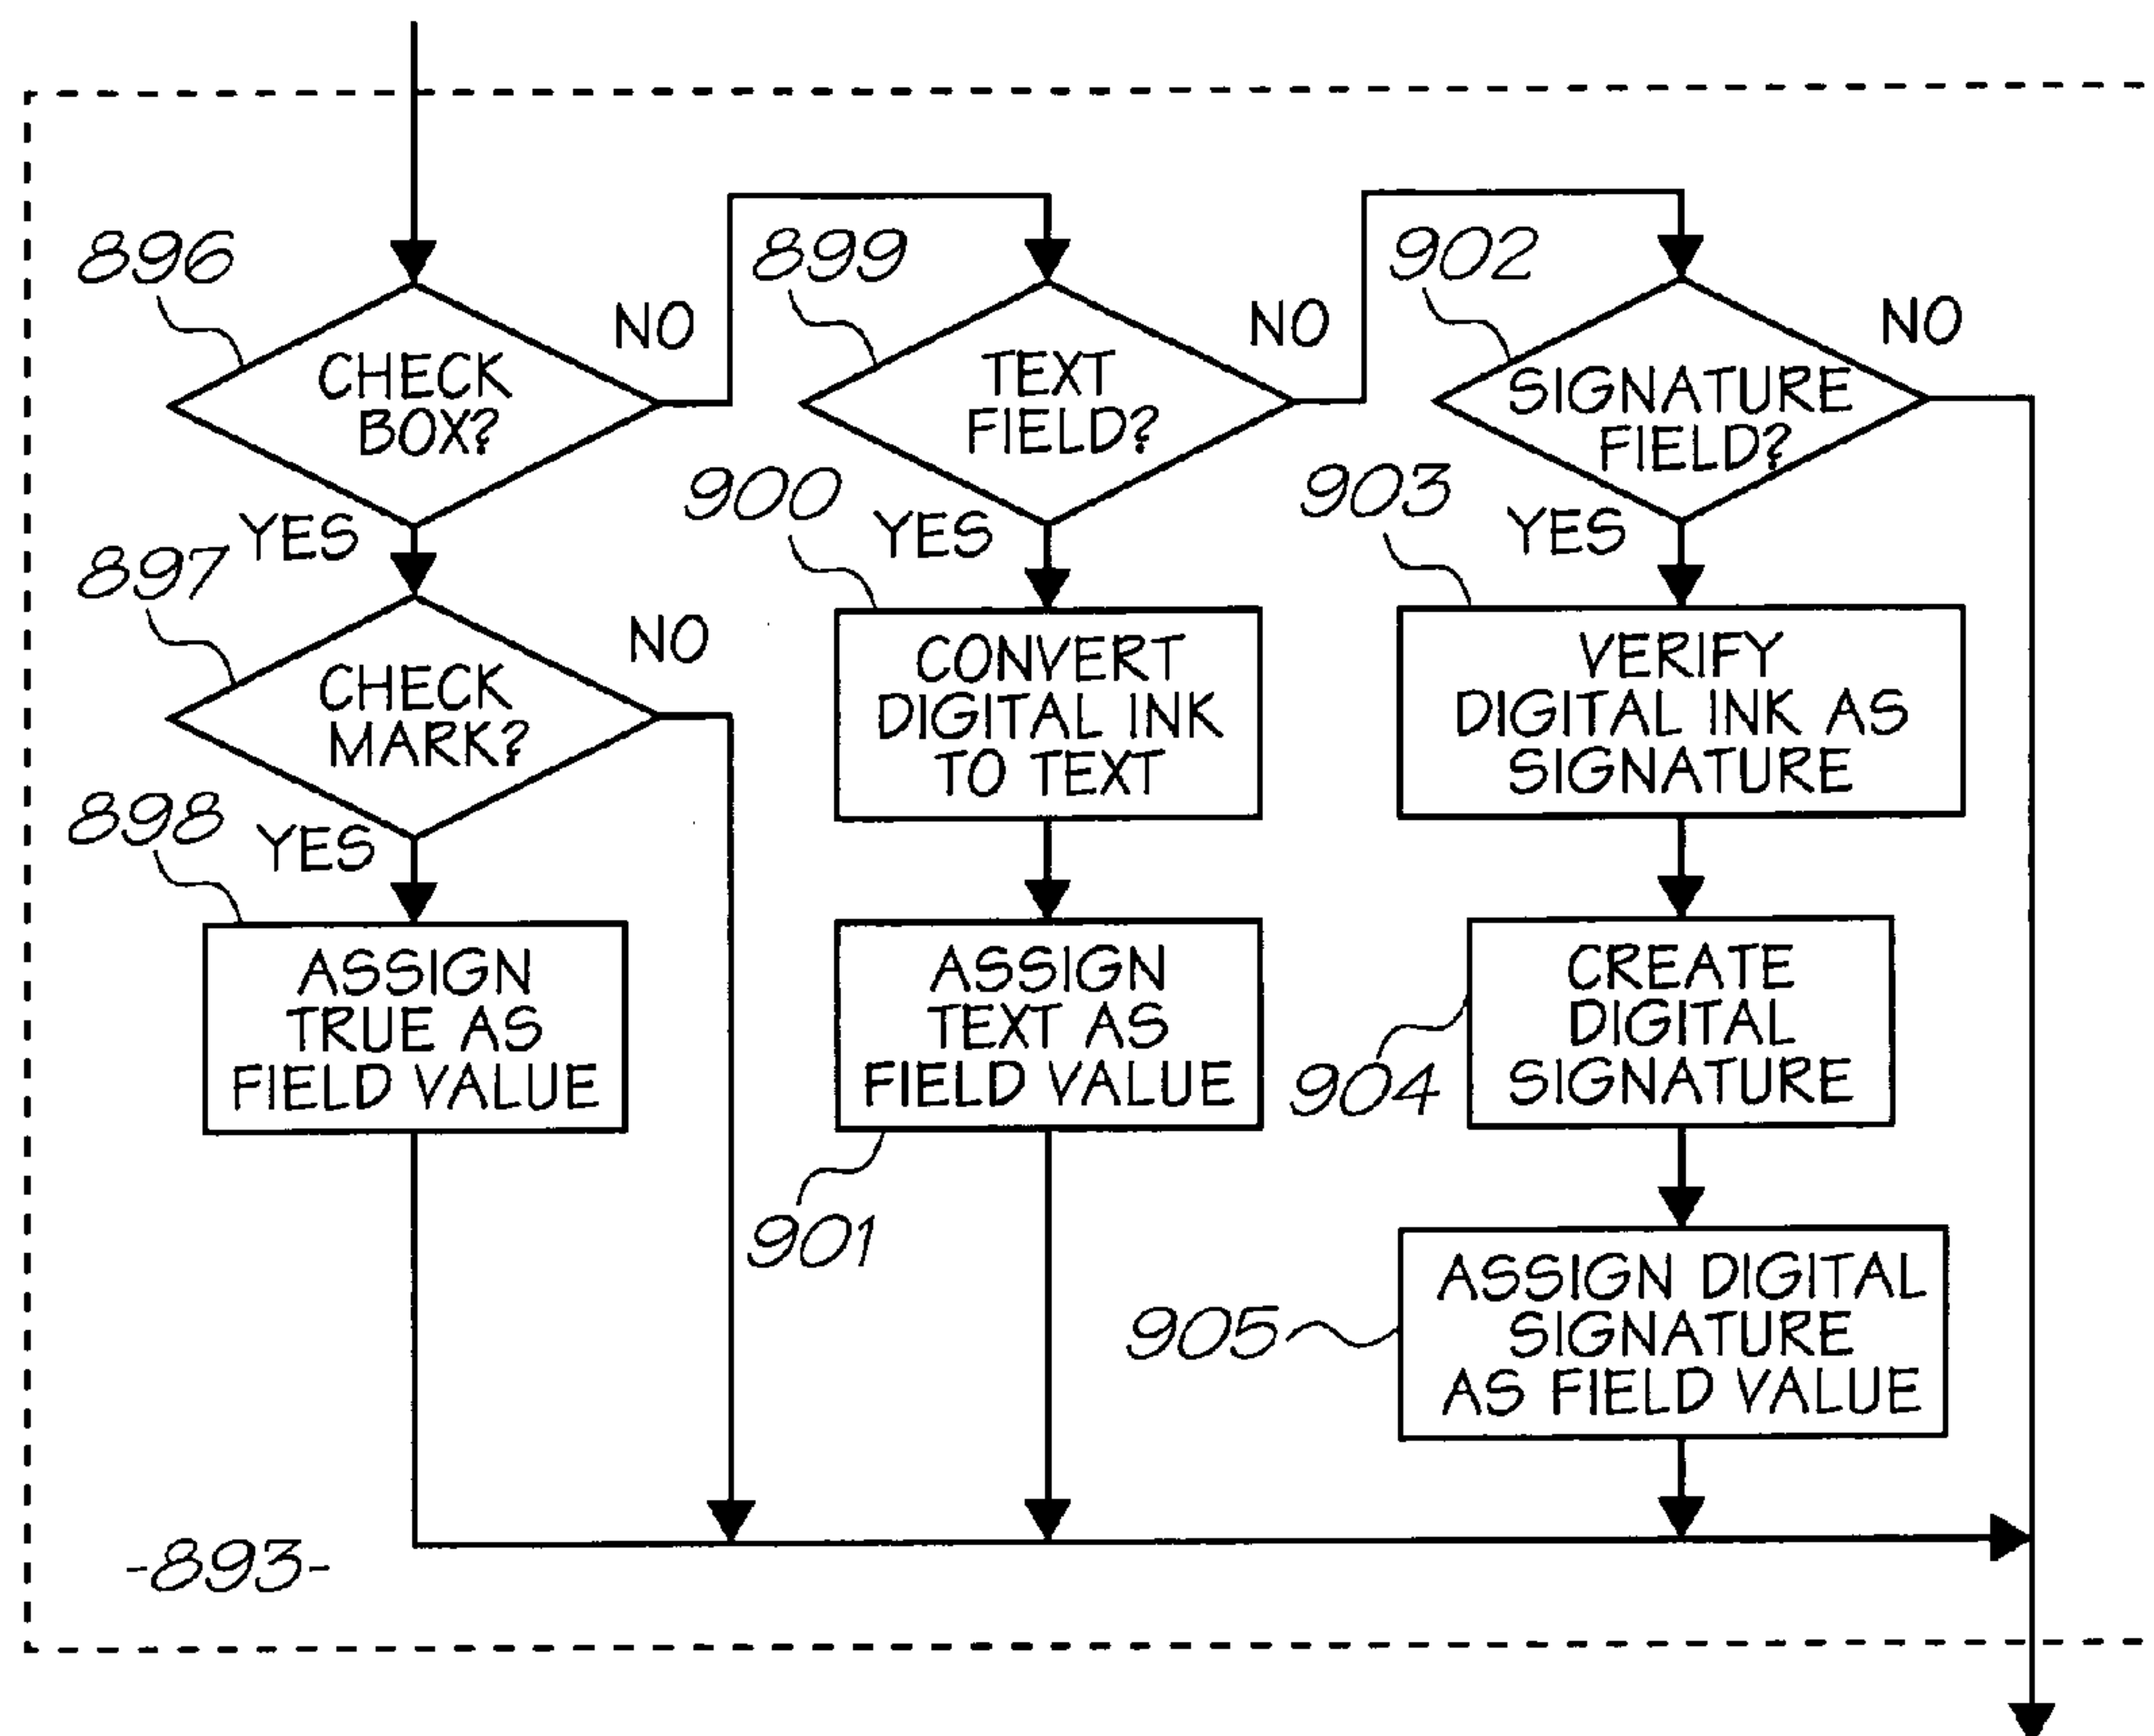 896
CHECK
BOX?
NO
YES
897
CHECK
MARK?
NO
YES
898
ASSIGN
TRUE AS
FIELD VALUE
899
TEXT
FIELD?
NO
YES
900
CONVERT
DIGITAL INK
TO TEXT
ASSIGN
TEXT AS
FIELD VALUE
901
902
SIGNATURE
FIELD?
NO
YES
903
VERIFY
DIGITAL INK AS
SIGNATURE
CREATE
DIGITAL
SIGNATURE
904
ASSIGN DIGITAL
SIGNATURE
AS FIELD VALUE
905
-893-